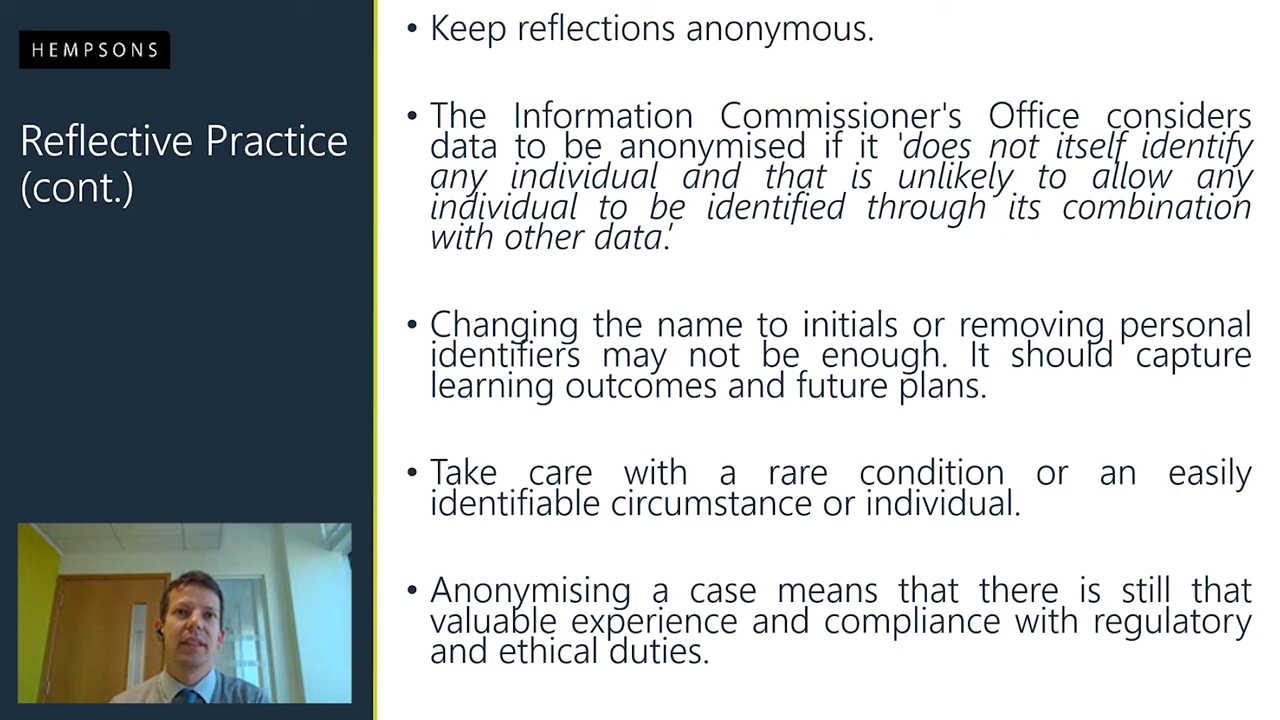 HEMPSONS
Reflective Practice
(cont.)
• Keep reflections anonymous.
• The Information Commissioner's Office considers
data to be anonymised if it 'does not itself identify
any individual and that is unlikely to allow any
individual to be identified through its combination
with other data.'
• Changing the name to initials or removing personal
identifiers may not be enough. It should capture
learning outcomes and future plans.
• Take care with a rare condition or an easily
identifiable circumstance or individual.
• Anonymising a case means that there is still that
valuable experience and compliance with regulatory
and ethical duties.